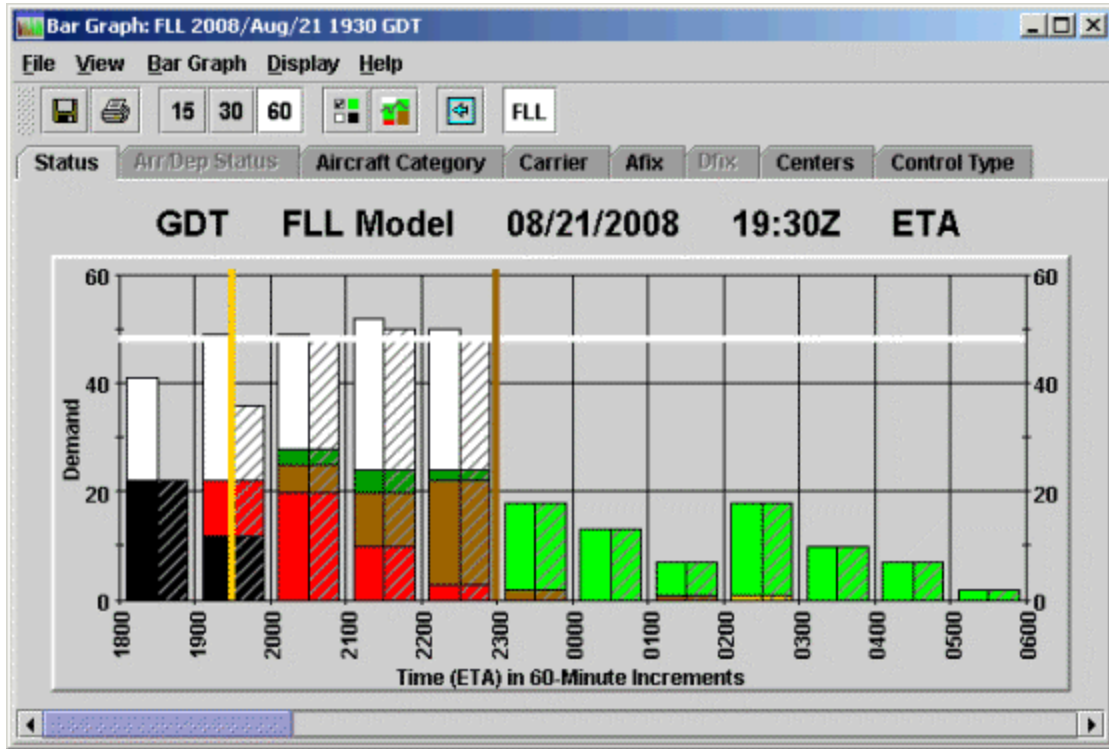 Bar Graph: FLL 2008/Aug/21 1930 GDT
File View Bar Graph Display Help
15 30 60 FLL
Status Arr/Dep Status Aircraft Category Carrier Afix Dfix Centers Control Type
GDT FLL Model 08/21/2008 19:30Z ETA
60 60
40 40
20 20
0 0
Demand
1800 1900 2000 2100 2200 2300 0000 0100 0200 0300 0400 0500 0600
Time (ETA) in 60-Minute Increments